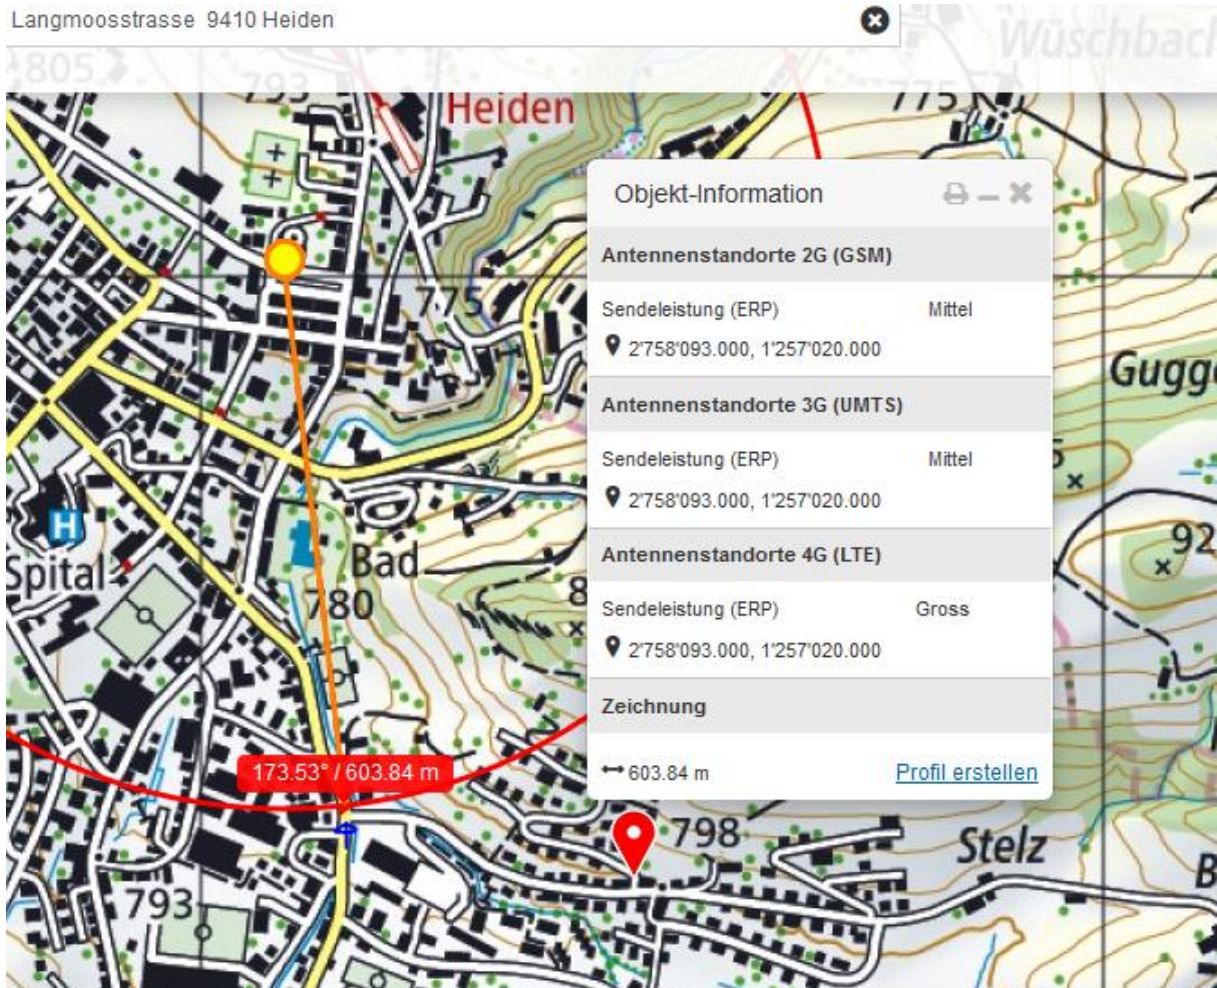 Langmoosstrasse 9410 Heiden
Wüschbach
805
793
Heiden
775
Objekt-Information
Antennenstandorte 2G (GSM)
Sendeleistung (ERP) Mittel
2'758'093.000, 1'257'020.000
775
Gugge
Antennenstandorte 3G (UMTS)
Sendeleistung (ERP) Mittel
2'758'093.000, 1'257'020.000
H
Spital
Bad
780
Antennenstandorte 4G (LTE)
92
Sendeleistung (ERP) Gross
2'758'093.000, 1'257'020.000
Zeichnung
173.53° / 603.84 m
603.84 m Profil erstellen
798
Stelz
793